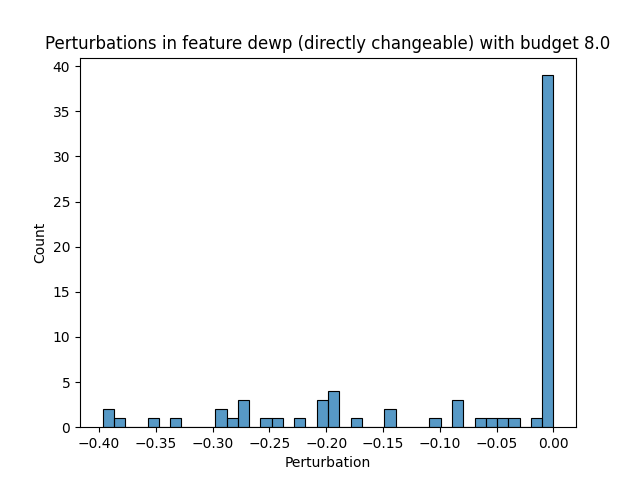 Perturbations in feature dewp (directly changeable) with budget 8.0
40
35
30
25
20
15
10
5
0
Count
−0.40 −0.35 −0.30 −0.25 −0.20 −0.15 −0.10 −0.05 0.00
Perturbation